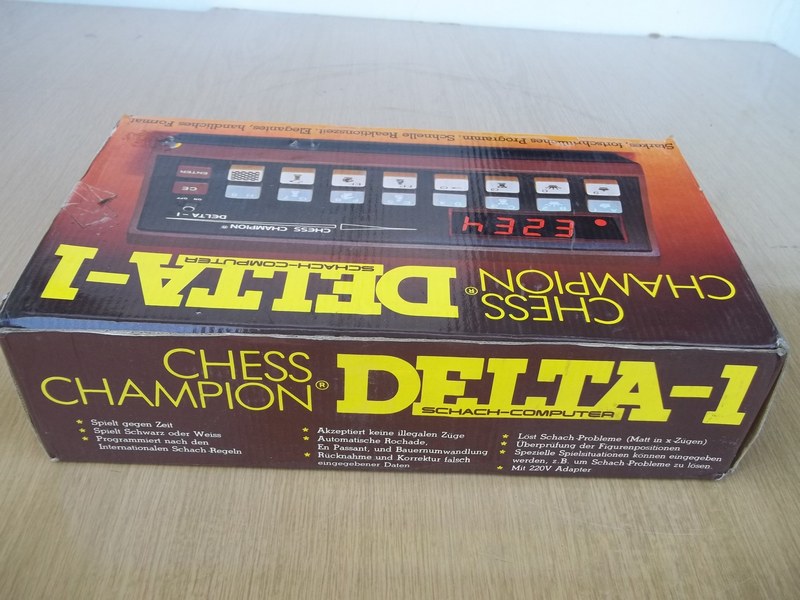 Starkes, fortschrittliches Programm. Schnelle Reaktionszeit. Elegantes, handliches Format
E2E4
CHESS CHAMPION®
DELTA-1
ENTER
CE
CHESS
CHAMPION®
DELTA-1
SCHACH-COMPUTER
CHESS
CHAMPION®
DELTA-1
SCHACH-COMPUTER
★ Spielt gegen Zeit
★ Spielt Schwarz oder Weiss
★ Programmiert nach den
Internationalen Schach-Regeln
★ Akzeptiert keine illegalen Züge
★ Automatische Rochade,
En Passant, und Bauernumwandlung
★ Rücknahme und Korrektur falsch
eingegebener Daten
★ Löst Schach-Probleme (Matt in x-Zügen)
Überprüfung der Figurenpositionen
★ Spezielle Spielsituationen können eingegeben
werden, z.B. um Schach-Probleme zu lösen.
★ Mit 220V Adapter